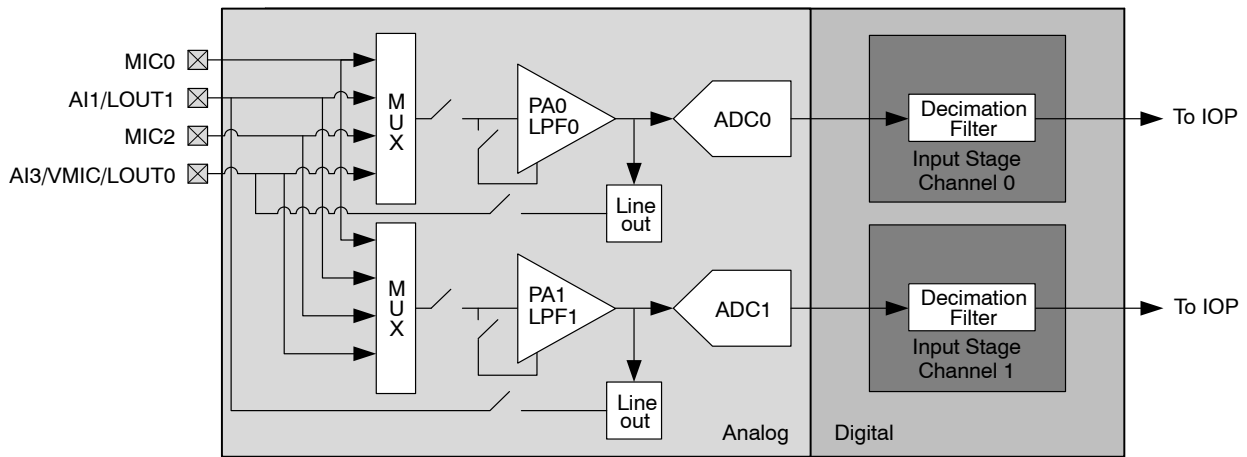 MIC0
AI1/LOUT1
MIC2
AI3/VMIC/LOUT0
M
U
X
PA0
LPF0
ADC0
Line
out
Decimation
Filter
Input Stage
Channel 0
To IOP
M
U
X
PA1
LPF1
ADC1
Line
out
Decimation
Filter
Input Stage
Channel 1
To IOP
Analog
Digital